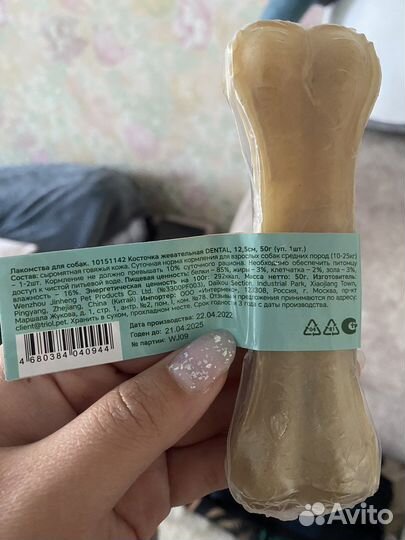 Лакомства для собак. 10151142 Косточка жевательная DENTAL, 12,5см, 50г (уп. 1шт.)
Состав: сыромятная говяжья кожа. Суточная норма кормления для взрослых собак средних пород (10-25кг)
- 1-2шт. Кормление не должно превышать 10% суточного рациона. Необходимо обеспечить питомцу
доступ к чистой питьевой воде. Пищевая ценность: белки – 85%, жиры – 3%, клетчатка – 2%, зола – 3%,
влажность – 16%. Энергетическая ценность на 100г: 292ккал. Масса нетто: 50г. Изготовитель:
Wenzhou Jinheng Pet Products Co. Ltd. (№3300PF003), Daikou Section, Industrial Park, Xiaojiang Town,
Pingyang, Zhejiang, China (Китай) Импортер: ООО «Интернек», 123308, Россия, г. Москва, пр-кт
Маршала Жукова, д. 1, стр. 1, антр. №2, пом. I, ком. №78. Отзывы и предложения принимаются по адресу:
client@triol.pet. Хранить в сухом, прохладном месте. Срок годности 3 года с даты
Дата производства: 22.04.2022
Годен до: 21.04.2025
№ партии: WJ09
4 680384 040944
Avito